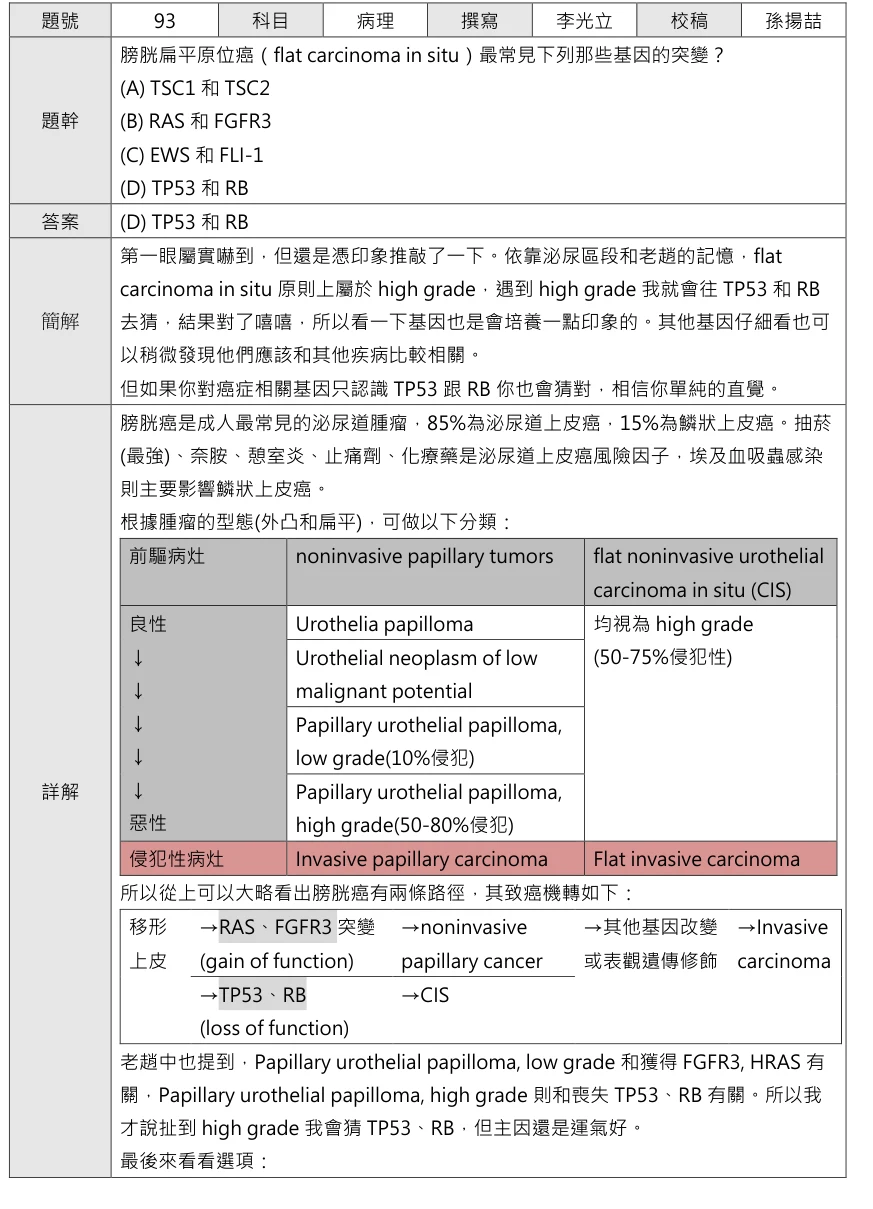 題號 93 科目 病理 撰寫 李光立 校稿 孫揚喆
題幹
膀胱扁平原位癌（flat carcinoma in situ）最常見下列那些基因的突變？
(A) TSC1 和 TSC2
(B) RAS 和 FGFR3
(C) EWS 和 FLI-1
(D) TP53 和 RB
答案 (D) TP53 和 RB
簡解
第一眼屬實嚇到，但還是憑印象推敲了一下。依靠泌尿區段和老趙的記憶，flat
carcinoma in situ 原則上屬於 high grade，遇到 high grade 我就會往 TP53 和 RB
去猜，結果對了嘻嘻，所以看一下基因也是會培養一點印象的。其他基因仔細看也可
以稍微發現他們應該和其他疾病比較相關。
但如果你對癌症相關基因只認識 TP53 跟 RB 你也會猜對，相信你單純的直覺。
詳解
膀胱癌是成人最常見的泌尿道腫瘤，85%為泌尿道上皮癌，15%為鱗狀上皮癌。抽菸
(最強)、奈胺、憩室炎、止痛劑、化療藥是泌尿道上皮癌風險因子，埃及血吸蟲感染
則主要影響鱗狀上皮癌。
根據腫瘤的型態(外凸和扁平)，可做以下分類：
前驅病灶 noninvasive papillary tumors flat noninvasive urothelial
carcinoma in situ (CIS)
良性 Urothelia papilloma 均視為 high grade
↓ Urothelial neoplasm of low (50-75%侵犯性)
↓ malignant potential
↓ Papillary urothelial papilloma,
↓ low grade(10%侵犯)
↓ Papillary urothelial papilloma,
惡性 high grade(50-80%侵犯)
侵犯性病灶 Invasive papillary carcinoma Flat invasive carcinoma
所以從上可以大略看出膀胱癌有兩條路徑，其致癌機轉如下：
移形 →RAS、FGFR3 突變 →noninvasive →其他基因改變 →Invasive
上皮 (gain of function) papillary cancer 或表觀遺傳修飾 carcinoma
→TP53、RB →CIS
(loss of function)
老趙中也提到，Papillary urothelial papilloma, low grade 和獲得 FGFR3, HRAS 有
關，Papillary urothelial papilloma, high grade 則和喪失 TP53、RB 有關。所以我
才說扯到 high grade 我會猜 TP53、RB，但主因還是運氣好。
最後來看看選項：